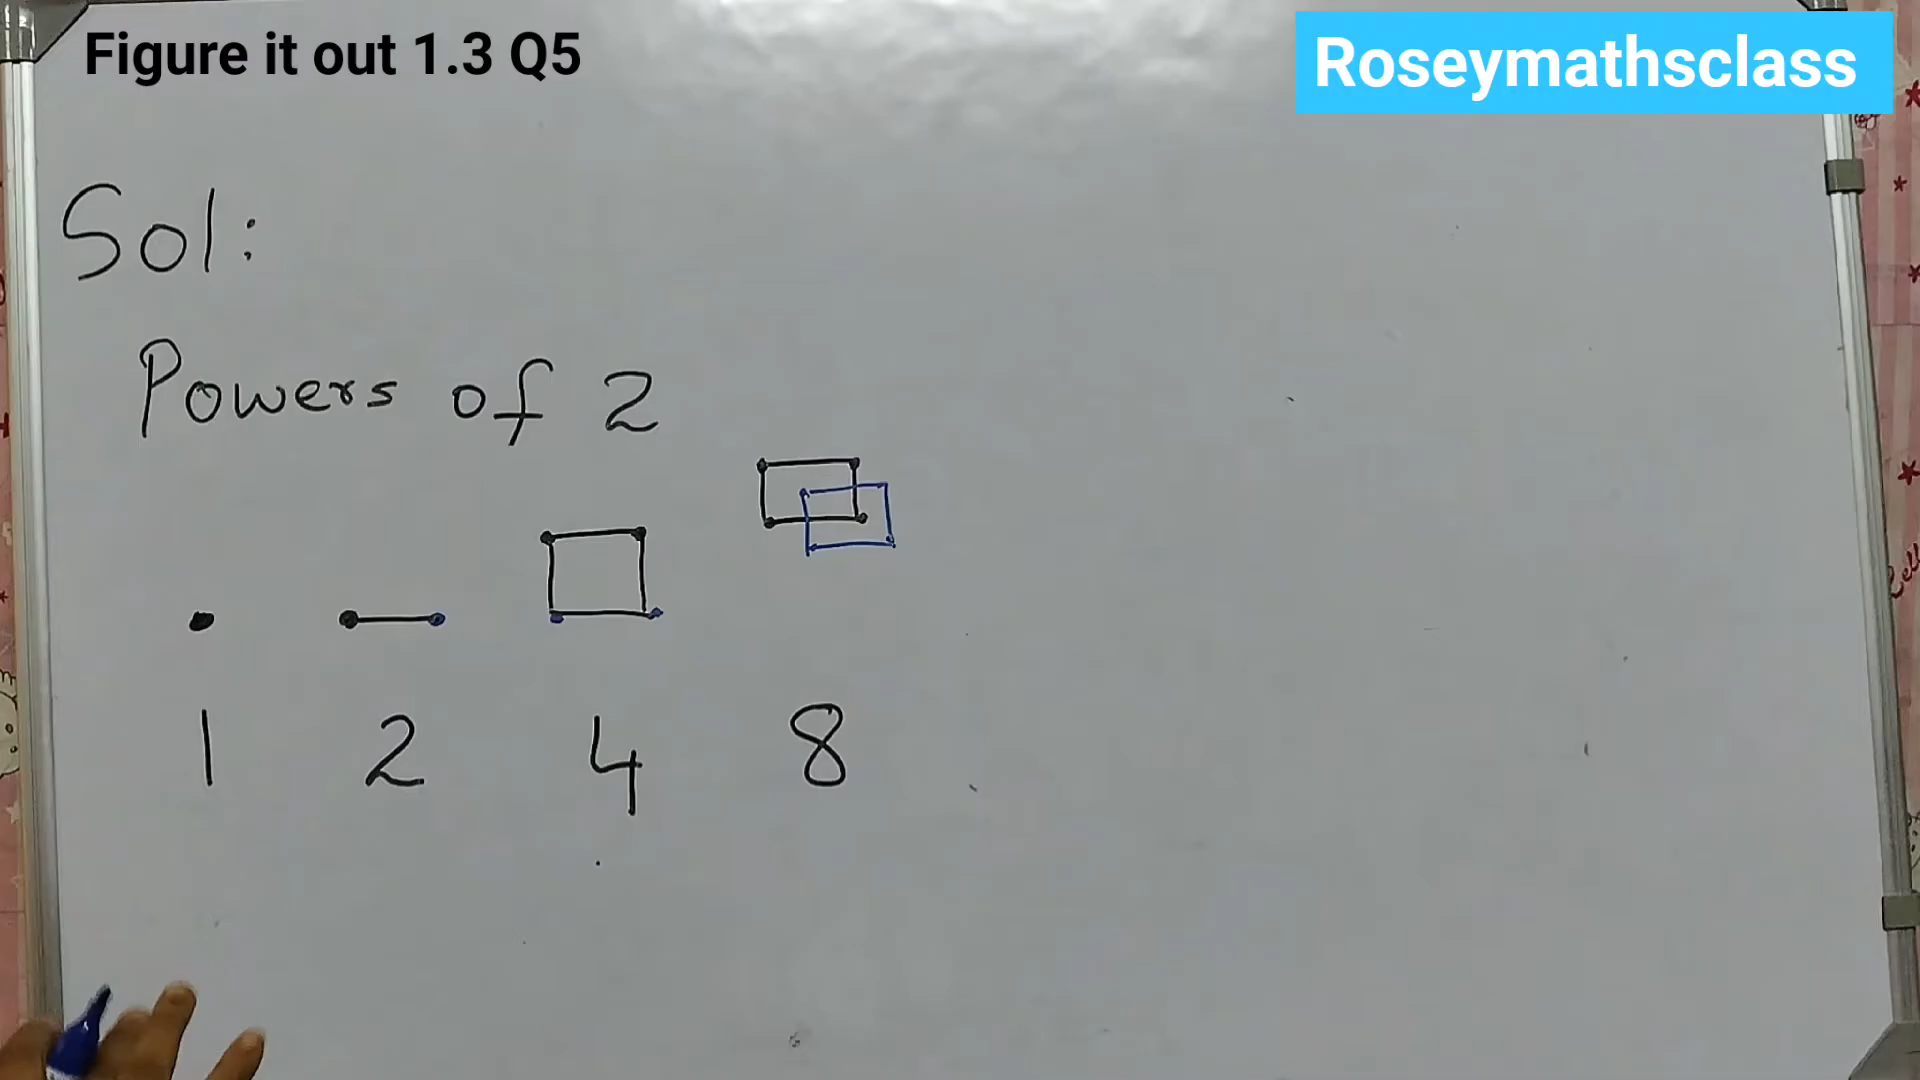 Figure it out 1.3 Q5
Roseymathsclass
Sol:
Powers of 2
1 2 4 8